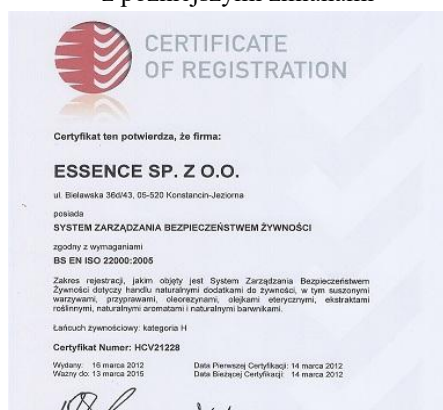 z późniejszymi zmianami
CERTIFICATE
OF REGISTRATION
Certyfikat ten potwierdza, że firma:
ESSENCE SP. Z O.O.
ul. Bielawska 36d/43, 05-520 Konstancin-Jeziorna
posiada
SYSTEM ZARZĄDZANIA BEZPIECZEŃSTWEM ŻYWNOŚCI
zgodny z wymaganiami
BS EN ISO 22000:2005
Zakres rejestracji, jakim objęty jest System Zarządzania Bezpieczeństwem
Żywności dotyczy handlu naturalnymi dodatkami do żywności, w tym suszonymi
warzywami, przyprawami, oleorezynami, olejkami eterycznymi, ekstraktami
roślinnymi, naturalnymi aromatami i naturalnymi barwnikami.
Łańcuch żywnościowy: kategoria H
Certyfikat Numer: HCV21228
Wydany: 16 marca 2012 Data Pierwszej Certyfikacji: 14 marca 2012
Ważny do: 13 marca 2015 Data Bieżącej Certyfikacji: 14 marca 2012